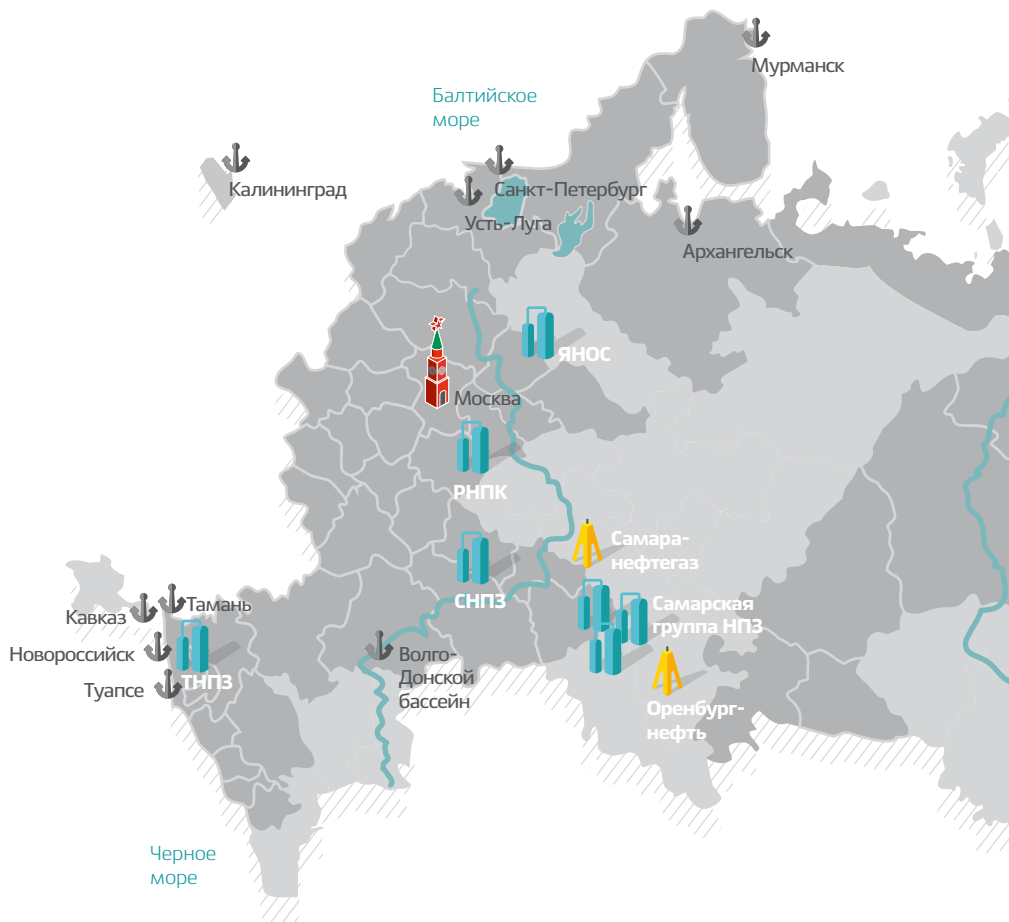 Мурманск
Балтийское
море
Калининград
Санкт-Петербург
Усть-Луга
Архангельск
ЯНОС
Москва
РНПК
Самара-
нефтегаз
СНПЗ
Самарская
группа НПЗ
Тамань
Кавказ
Новороссийск
ТНПЗ
Туапсе
Волго-
Донской
бассейн
Оренбург-
нефть
Черное
море